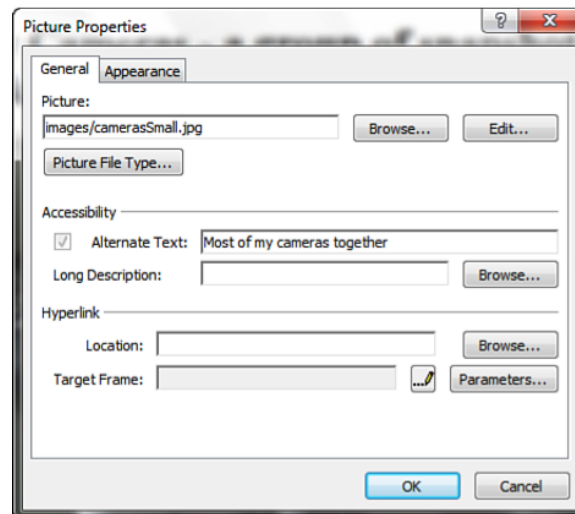 Picture Properties
General Appearance
Picture:
images/camerasSmall.jpg Browse... Edit...
Picture File Type...
Accessibility
Alternate Text: Most of my cameras together
Long Description: Browse...
Hyperlink
Location: Browse...
Target Frame: Parameters...
OK Cancel